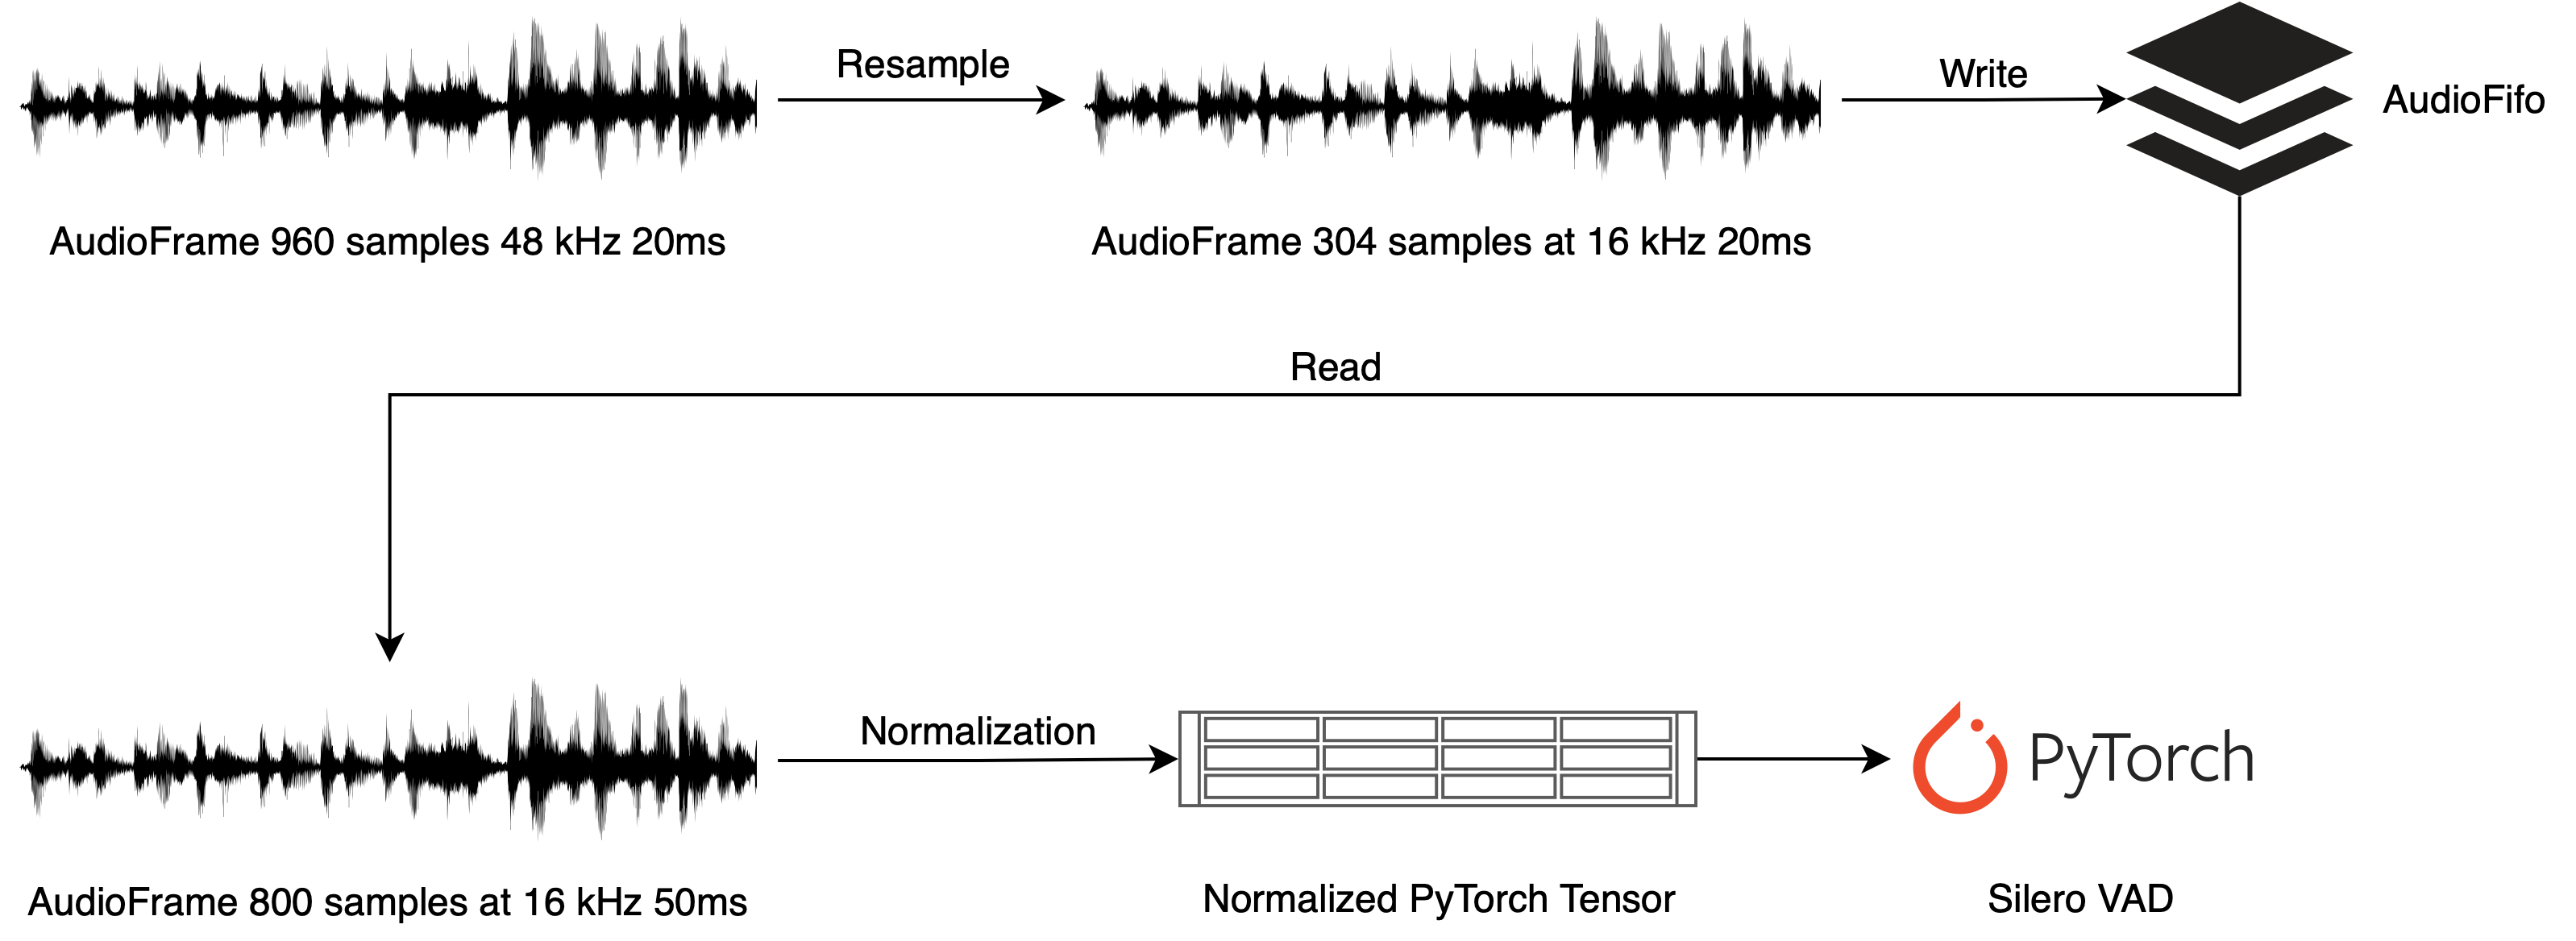 Resample
Write
AudioFifo
AudioFrame 960 samples 48 kHz 20ms
AudioFrame 304 samples at 16 kHz 20ms
Read
Normalization
PyTorch
AudioFrame 800 samples at 16 kHz 50ms
Normalized PyTorch Tensor
Silero VAD